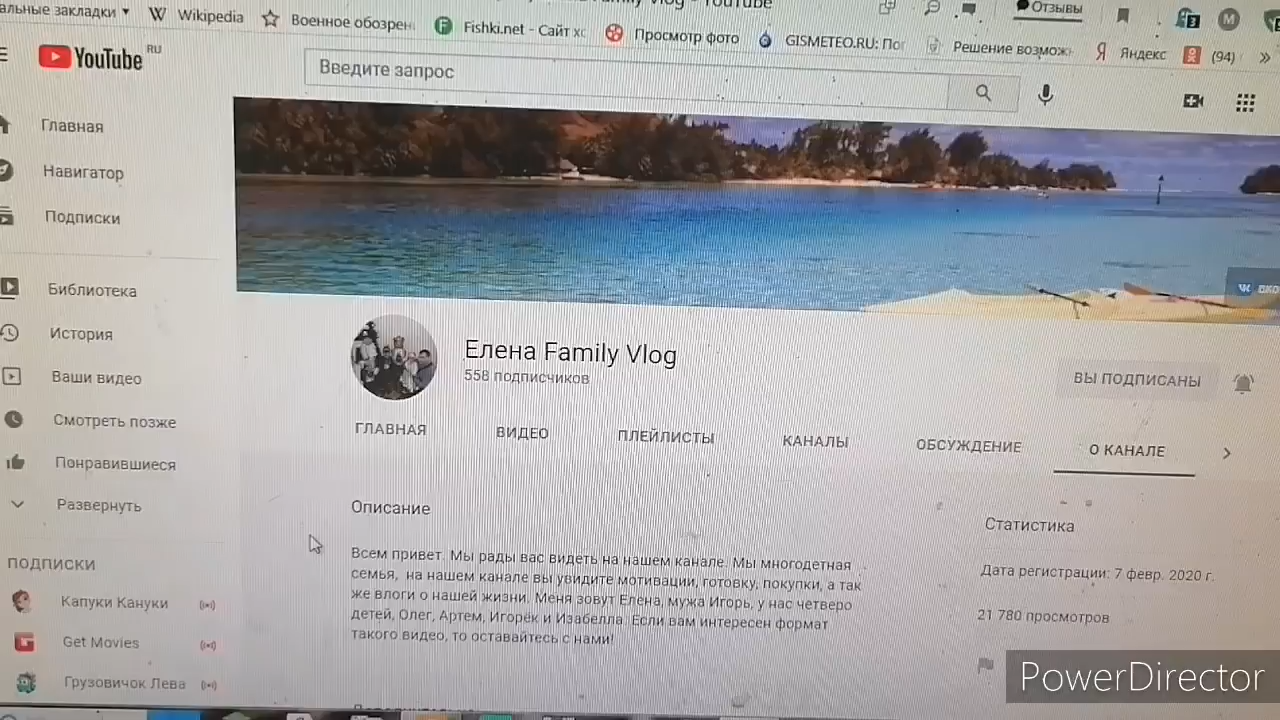 альные закладки
Wikipedia
Военное обозрен
Fishki.net - Сайт хо
Просмотр фото
GISMETEO.RU: По
Решение возмож
Яндекс
(94)
Отзывы
YouTube RU
Введите запрос
Главная
Навигатор
Подписки
Библиотека
История
Ваши видео
Смотреть позже
Понравившиеся
Развернуть
ПОДПИСКИ
Капуки Кануки
Get Movies
Грузовичок Лева
Елена Family Vlog
558 подписчиков
ВЫ ПОДПИСАНЫ
ГЛАВНАЯ
ВИДЕО
ПЛЕЙЛИСТЫ
КАНАЛЫ
ОБСУЖДЕНИЕ
О КАНАЛЕ
Описание
Всем привет. Мы рады вас видеть на нашем канале. Мы многодетная
семья, на нашем канале вы увидите мотивации, готовку, покупки, а так
же влоги о нашей жизни. Меня зовут Елена, мужа Игорь, у нас четверо
детей, Олег, Артем, Игорёк и Изабелла. Если вам интересен формат
такого видео, то оставайтесь с нами!
Статистика
Дата регистрации: 7 февр. 2020 г.
21 780 просмотров
PowerDirector